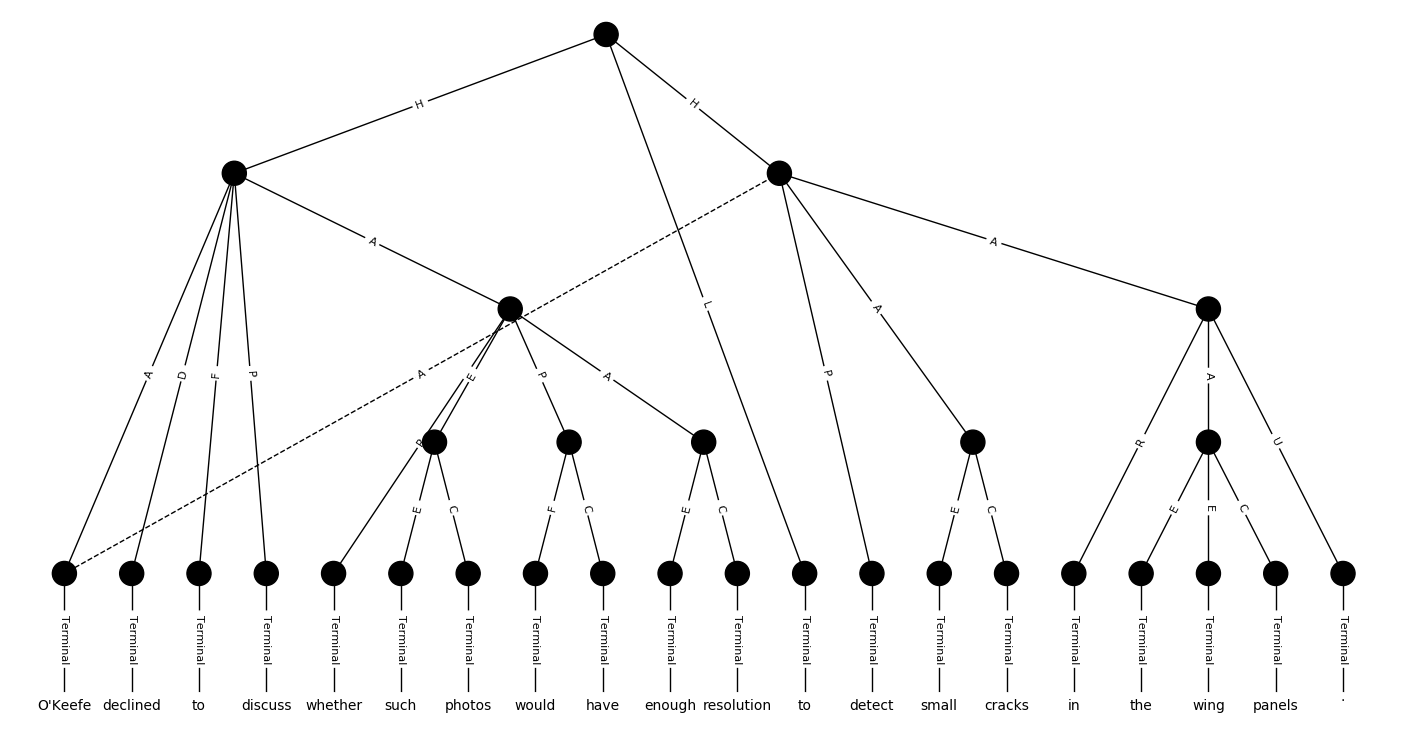 H
H
A
A
L
A
A
D
F
P
A
E
P
A
P
A
R
R
A
U
E
C
F
C
E
C
E
C
E
E
C
Terminal Terminal Terminal Terminal Terminal Terminal Terminal Terminal Terminal Terminal Terminal Terminal Terminal Terminal Terminal Terminal Terminal Terminal Terminal Terminal
O'Keefe declined to discuss whether such photos would have enough resolution to detect small cracks in the wing panels .